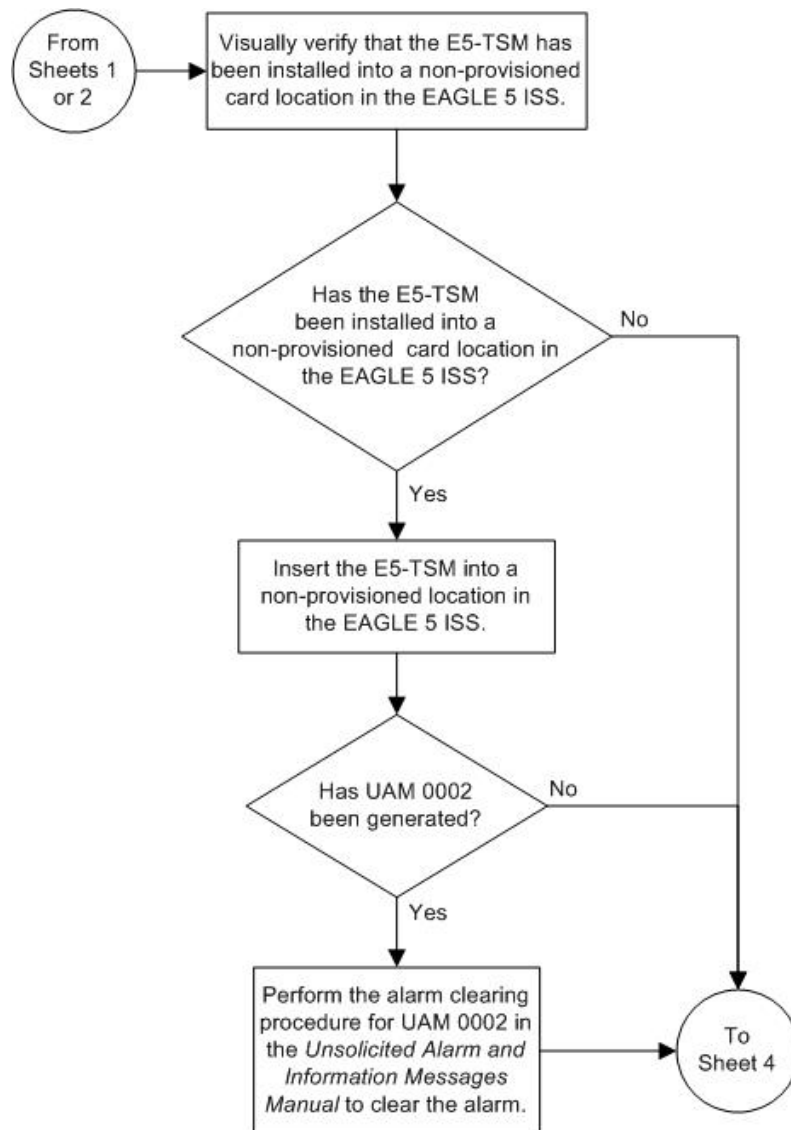 From
Sheets 1
or 2
Visually verify that the E5-TSM has
been installed into a non-provisioned
card location in the EAGLE 5 ISS.
Has the E5-TSM
been installed into a
non-provisioned card location in
the EAGLE 5 ISS?
No
Yes
Insert the E5-TSM into a
non-provisioned location in
the EAGLE 5 ISS.
Has UAM 0002
been generated?
No
Yes
Perform the alarm clearing
procedure for UAM 0002 in
the Unsolicited Alarm and
Information Messages
Manual to clear the alarm.
To
Sheet 4